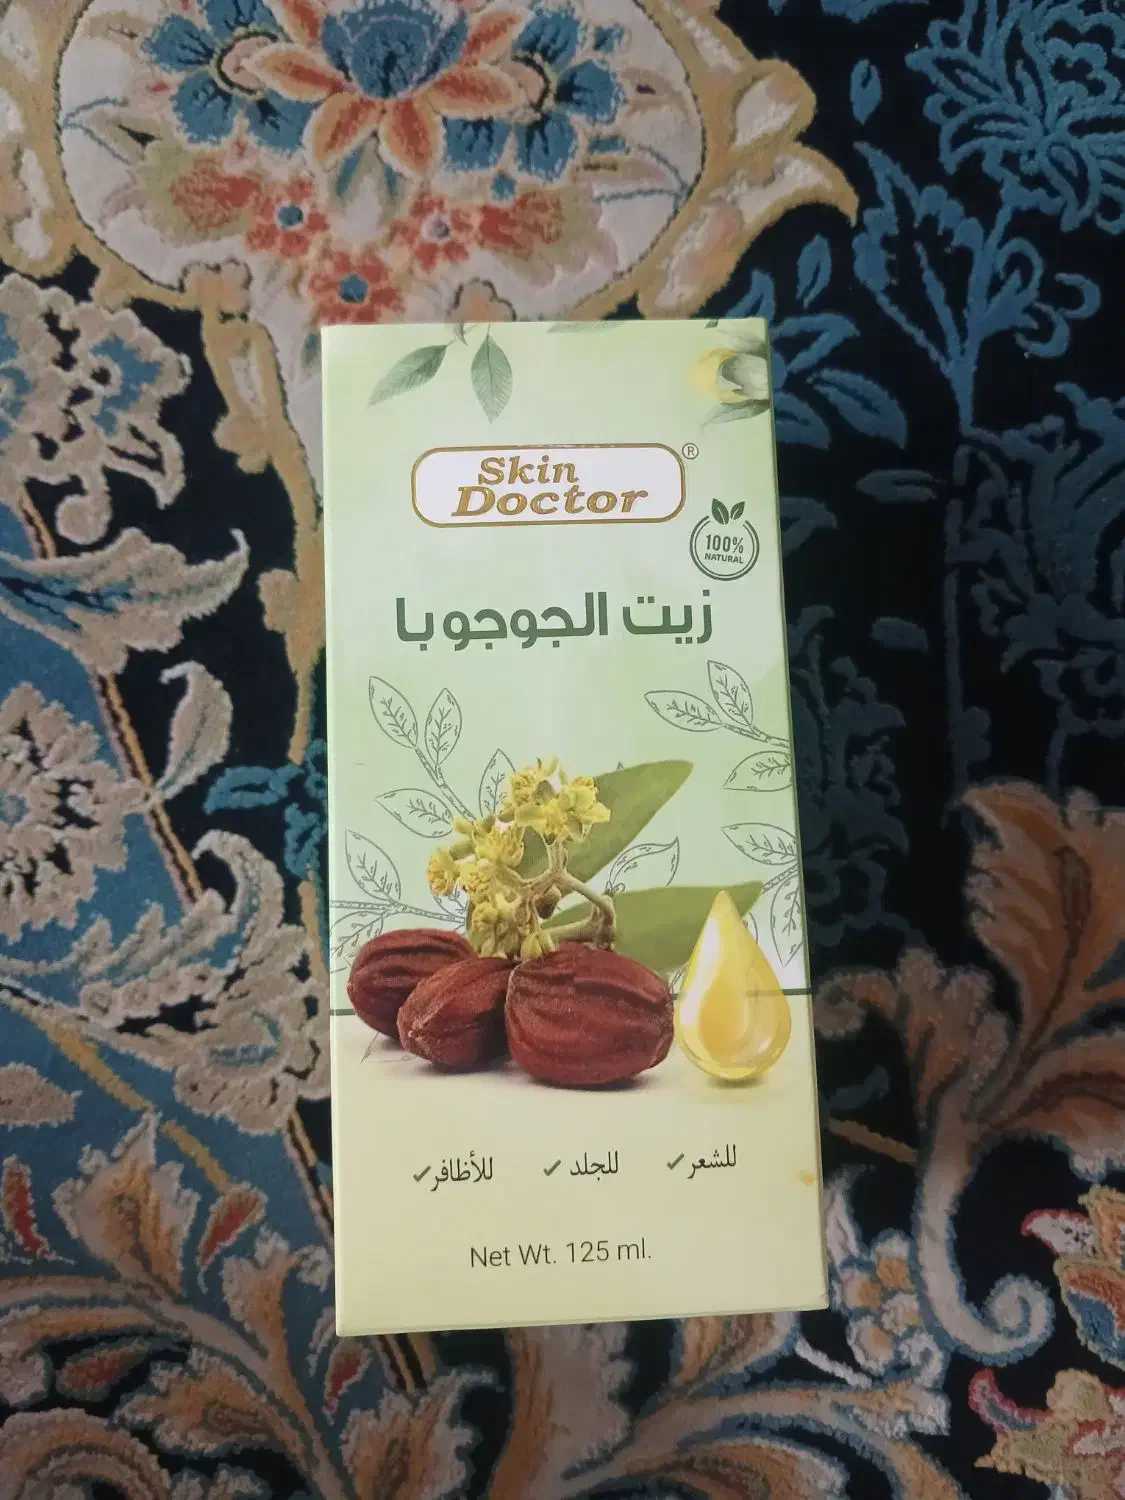 Skin
Doctor
®
100%
NATURAL
زيت الجوجوبا
للشعر ✓ للجلد ✓ للأظافر ✓
Net Wt. 125 ml.